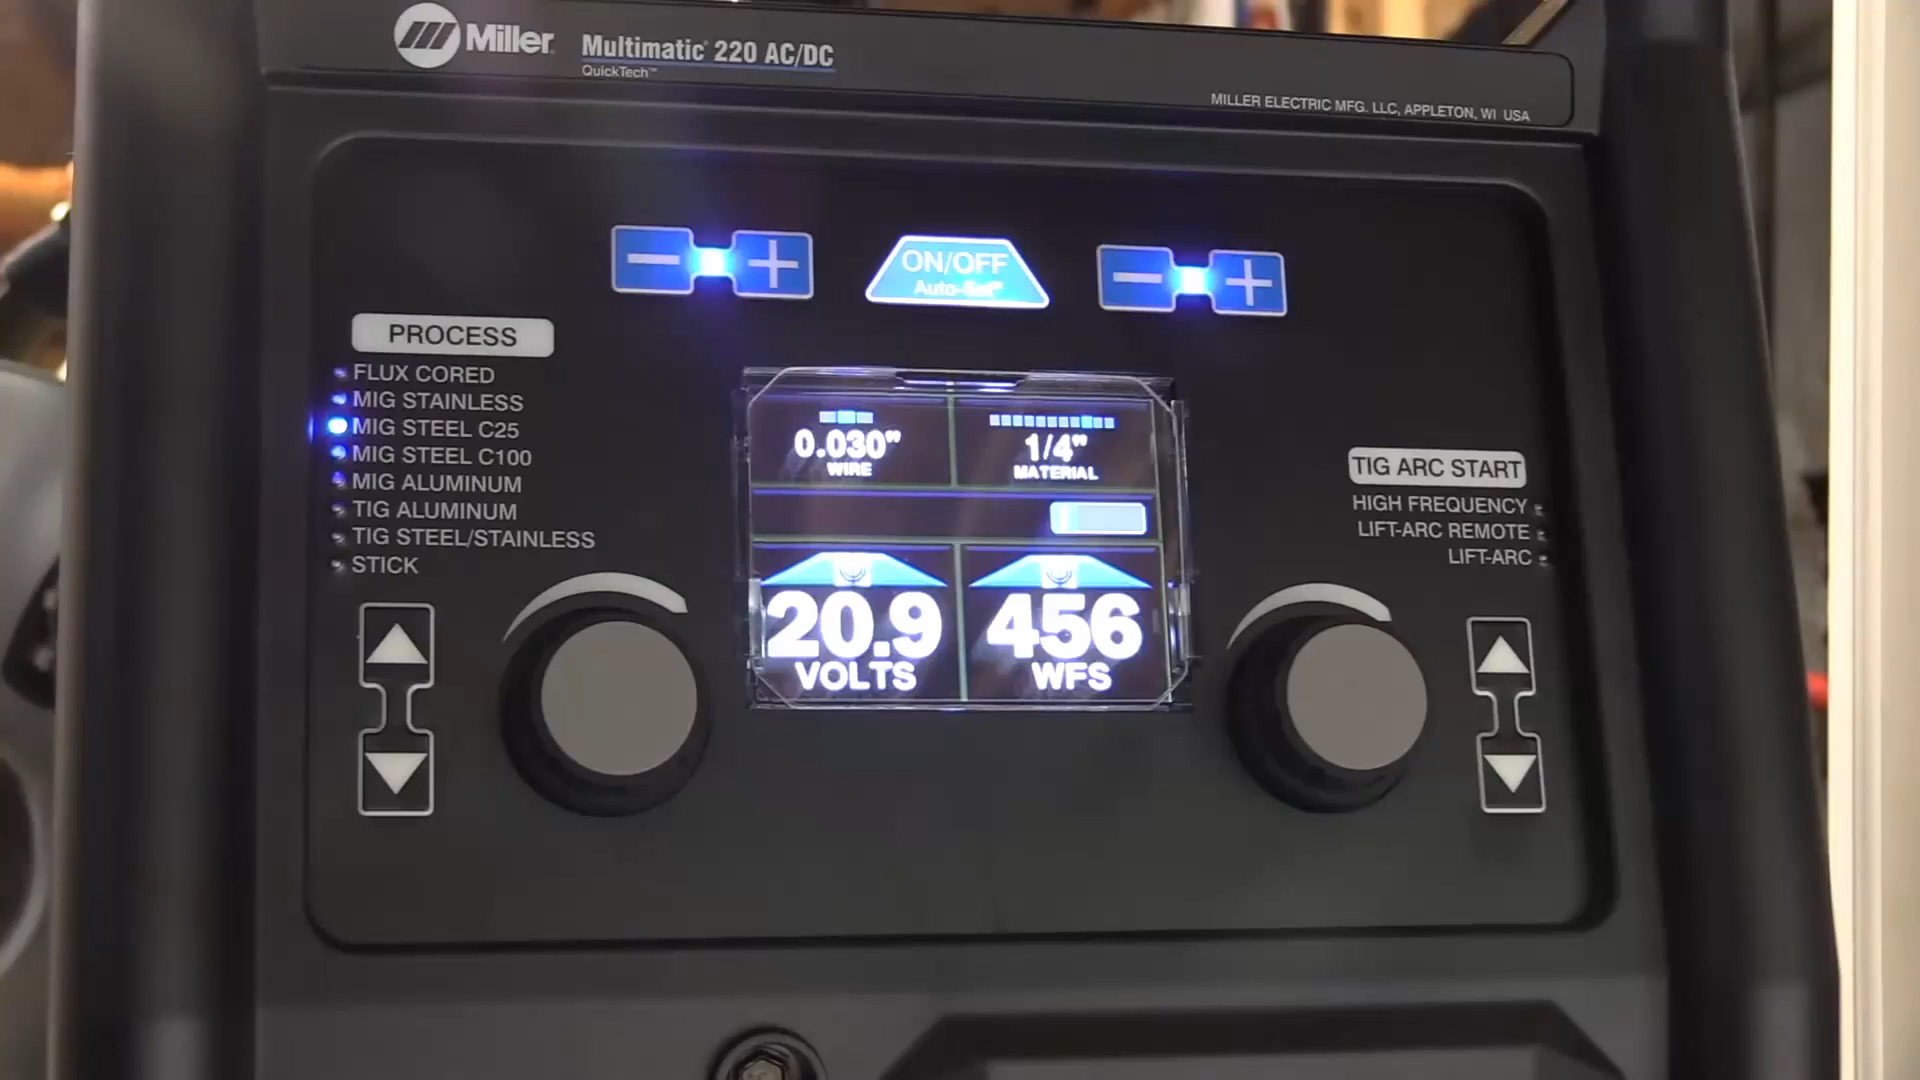 Miller
Multimatic 220 AC/DC
QuickTech™
MILLER ELECTRIC MFG. LLC, APPLETON, WI USA
− +
ON/OFF
Auto-Set™
− +
PROCESS
FLUX CORED
MIG STAINLESS
MIG STEEL C25
MIG STEEL C100
MIG ALUMINUM
TIG ALUMINUM
TIG STEEL/STAINLESS
STICK
0.030"
WIRE
1/4"
MATERIAL
20.9
VOLTS
456
WFS
TIG ARC START
HIGH FREQUENCY
LIFT-ARC REMOTE
LIFT-ARC